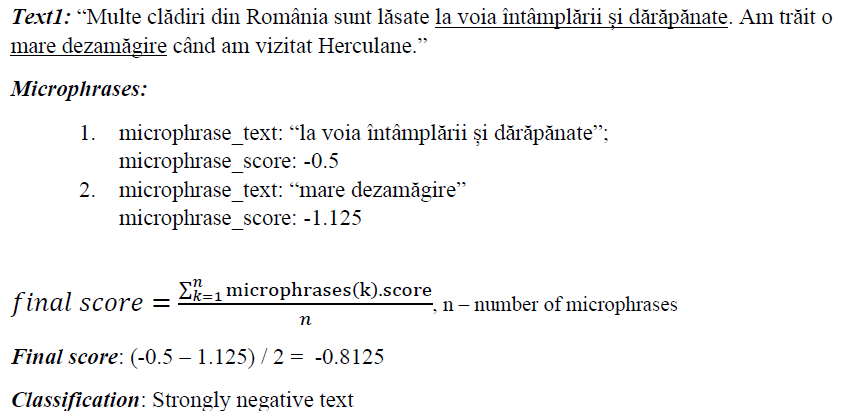 Text1: “Multe clădiri din România sunt lăsate la voia întâmplării și dărăpănate. Am trăit o
mare dezamăgire când am vizitat Herculane.”
Microphrases:
1. microphrase_text: “la voia întâmplării și dărăpănate”;
microphrase_score: -0.5
2. microphrase_text: “mare dezamăgire”
microphrase_score: -1.125
final score = \frac{\sum_{k=1}^{n} microphrases(k).score}{n}, n – number of microphrases
Final score: (-0.5 – 1.125) / 2 = -0.8125
Classification: Strongly negative text